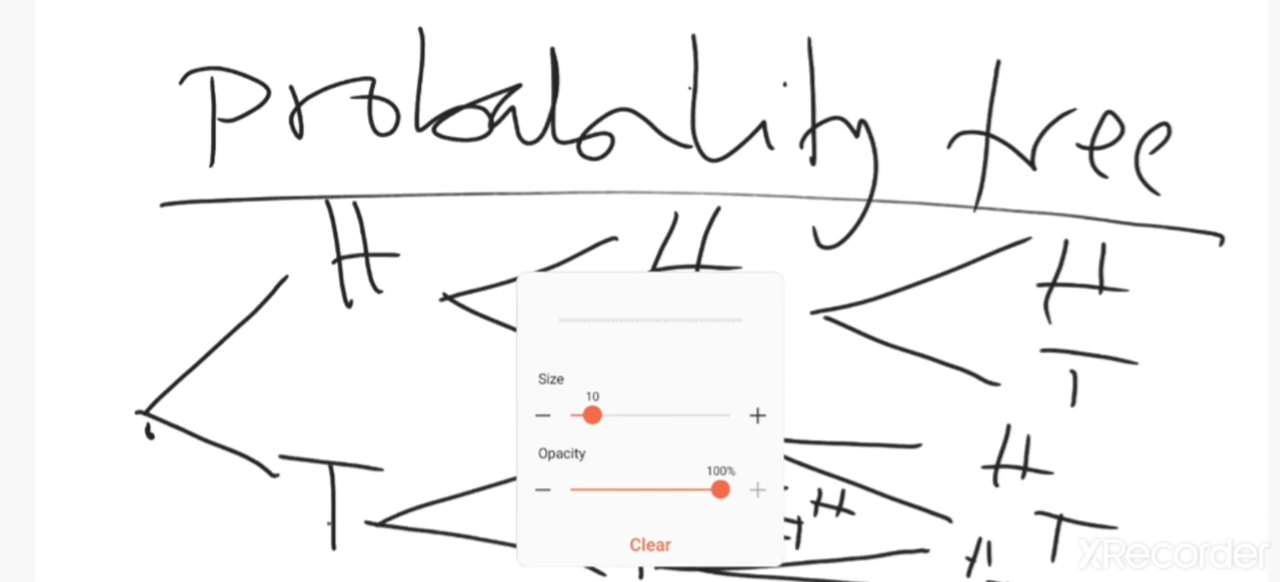 Probability tree
H H H
T
Size
10
H
Opacity
100%
H
T T
Clear
H
XRecorder